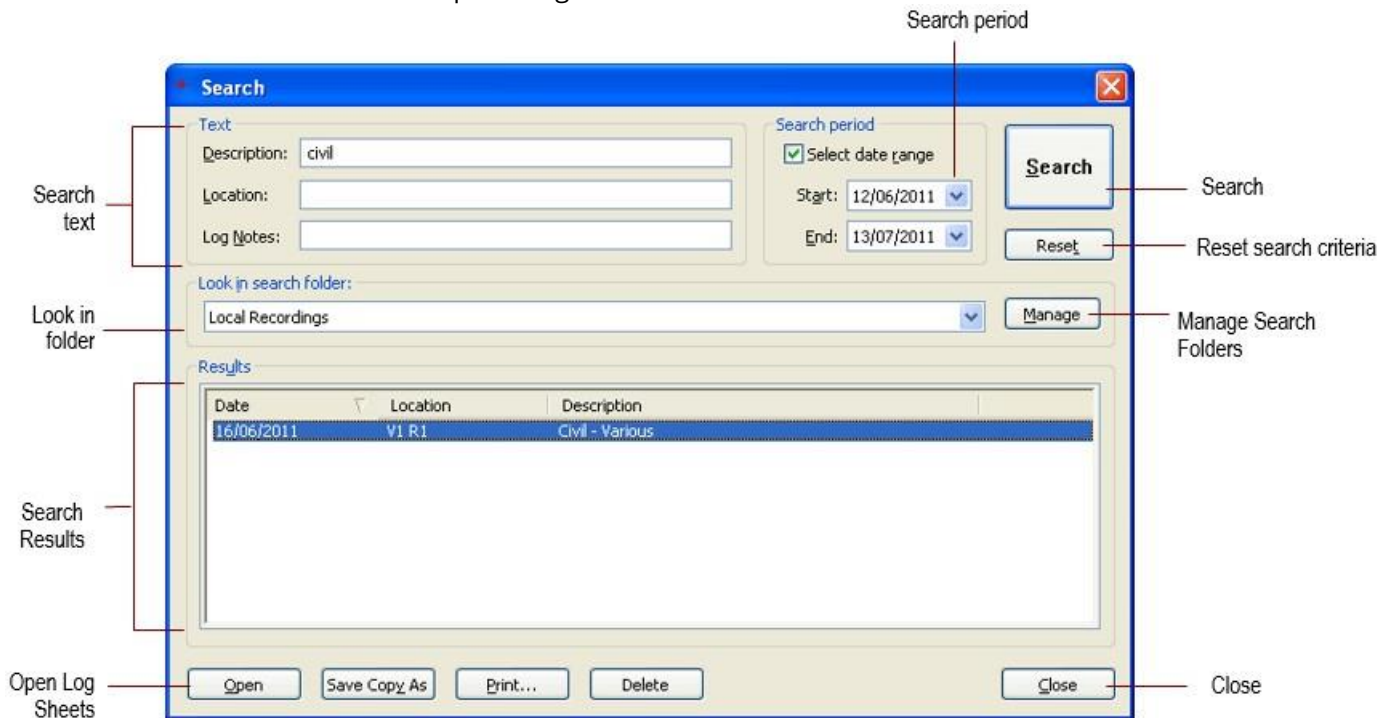 Search period
Search
Text
Description: civil
Location:
Log Notes:
Search period
Select date range
Start: 12/06/2011
End: 13/07/2011
Search
Reset
Search
text
Search
Reset search criteria
Look in search folder:
Local Recordings
Manage
Look in
folder
Manage Search
Folders
Results
Date Location Description
16/06/2011 V1 R1 Civil - Various
Search
Results
Open Log
Sheets
Open Save Copy As Print... Delete Close
Close